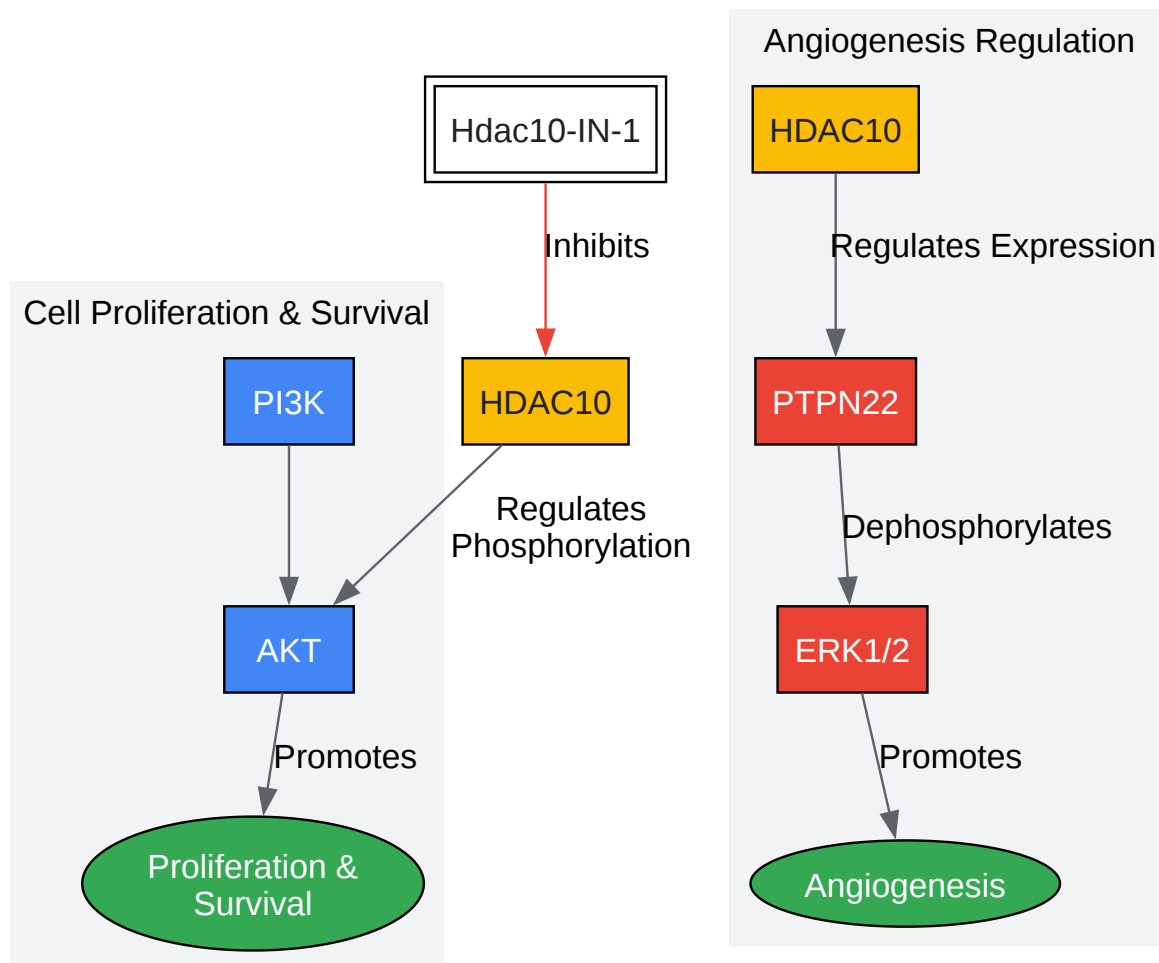 Angiogenesis Regulation
Hdac10-IN-1
HDAC10
Inhibits
Regulates Expression
Cell Proliferation & Survival
PI3K
HDAC10
PTPN22
Regulates
Phosphorylation
Dephosphorylates
AKT
ERK1/2
Promotes
Promotes
Proliferation &
Survival
Angiogenesis